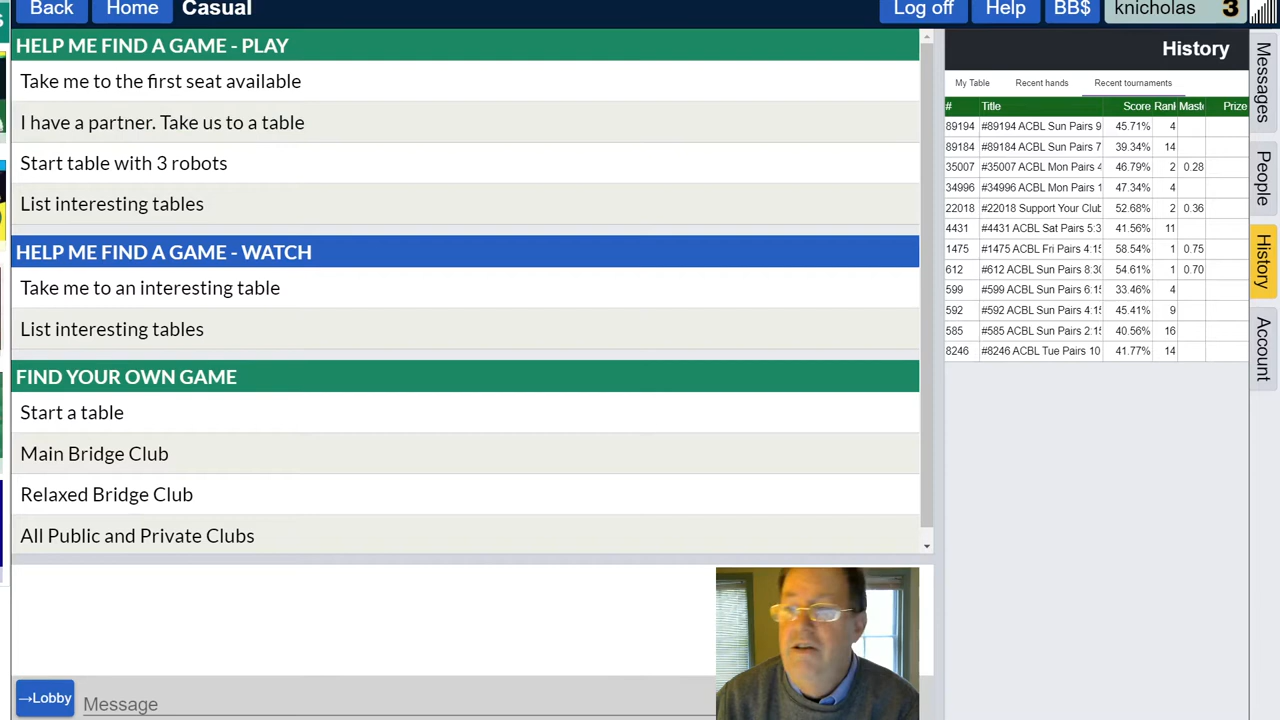 Back Home Casual Log off Help BB$ knicholas 3
HELP ME FIND A GAME - PLAY
Take me to the first seat available
I have a partner. Take us to a table
Start table with 3 robots
List interesting tables
HELP ME FIND A GAME - WATCH
Take me to an interesting table
List interesting tables
FIND YOUR OWN GAME
Start a table
Main Bridge Club
Relaxed Bridge Club
All Public and Private Clubs
→Lobby Message
History
My Table Recent hands Recent tournaments
# Title Score Rank Maste Prize
89194 #89194 ACBL Sun Pairs 9 45.71% 4
89184 #89184 ACBL Sun Pairs 7 39.34% 14
35007 #35007 ACBL Mon Pairs 4 46.79% 2 0.28
34996 #34996 ACBL Mon Pairs 1 47.34% 4
22018 #22018 Support Your Club 52.68% 2 0.36
4431 #4431 ACBL Sat Pairs 5:3 41.56% 11
1475 #1475 ACBL Fri Pairs 4:15 58.54% 1 0.75
612 #612 ACBL Sun Pairs 8:30 54.61% 1 0.70
599 #599 ACBL Sun Pairs 6:15 33.46% 4
592 #592 ACBL Sun Pairs 4:15 45.41% 9
585 #585 ACBL Sun Pairs 2:15 40.56% 16
8246 #8246 ACBL Tue Pairs 10 41.77% 14
Messages
People
History
Account